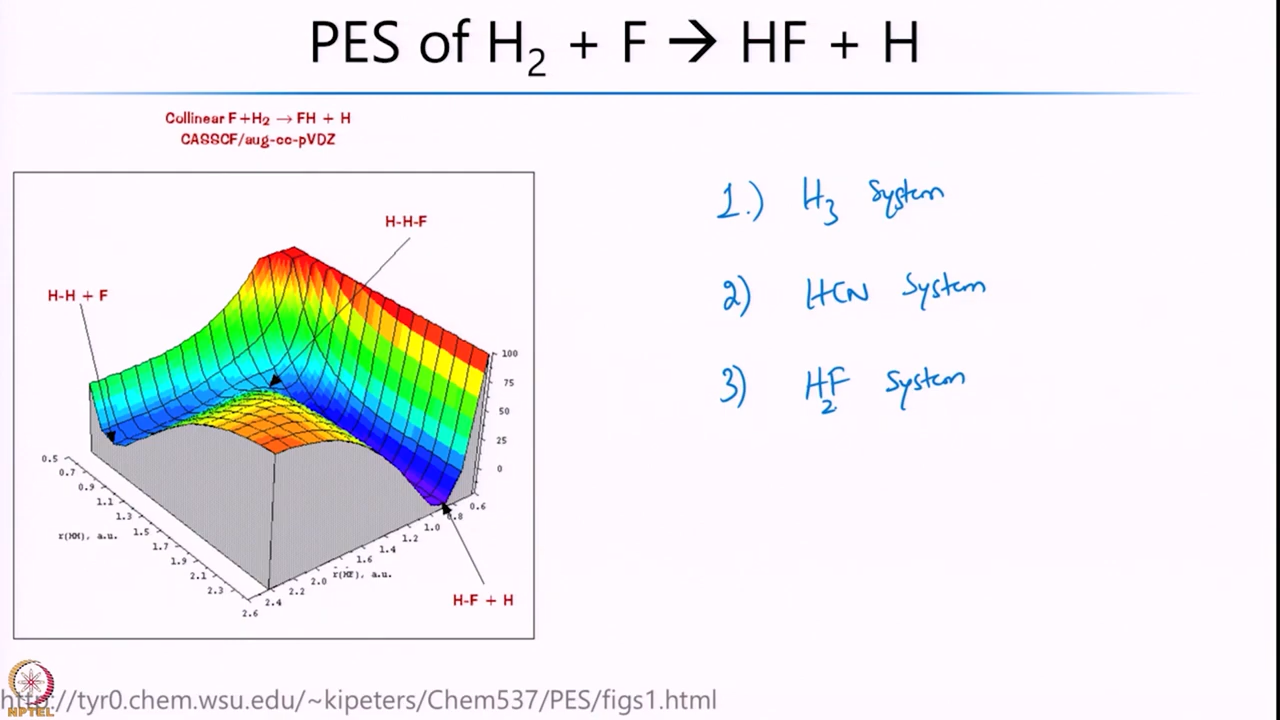 PES of H2 + F → HF + H
Collinear F+H2 → FH + H
CASSCF/aug-cc-pVDZ
H-H-F
H-H + F
100
75
50
25
0
0.5
0.7
0.9
1.1
1.3
1.5
1.7
1.9
2.1
2.3
2.6
r(HH), a.u.
0.6
0.8
1.0
1.2
1.4
1.6
2.0
2.2
2.4
r(HF), a.u.
H-F + H
1.) H3 System
2) HCN System
3) H2F System
http://tyr0.chem.wsu.edu/~kipeters/Chem537/PES/figs1.html
NPTEL